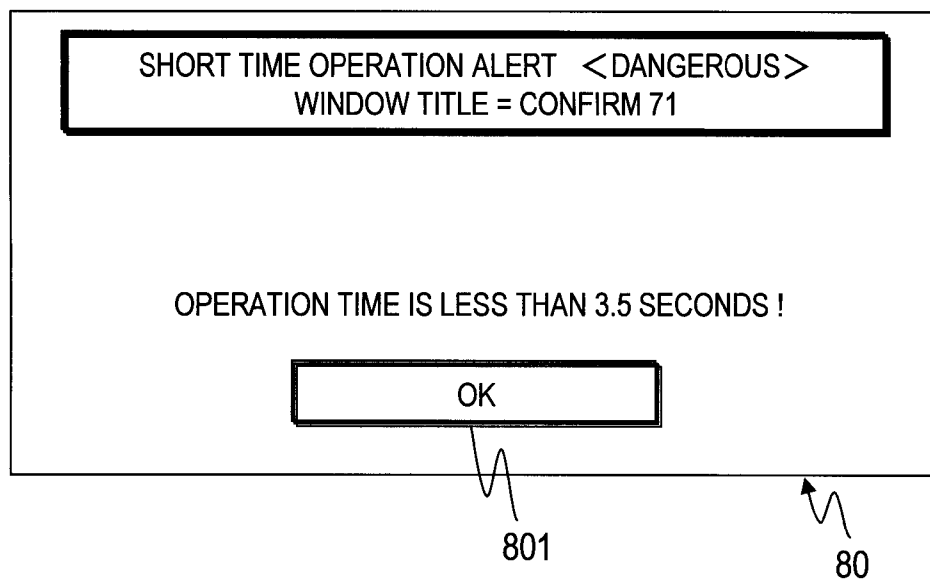 SHORT TIME OPERATION ALERT <DANGEROUS>
WINDOW TITLE = CONFIRM 71
OPERATION TIME IS LESS THAN 3.5 SECONDS !
OK
801
80